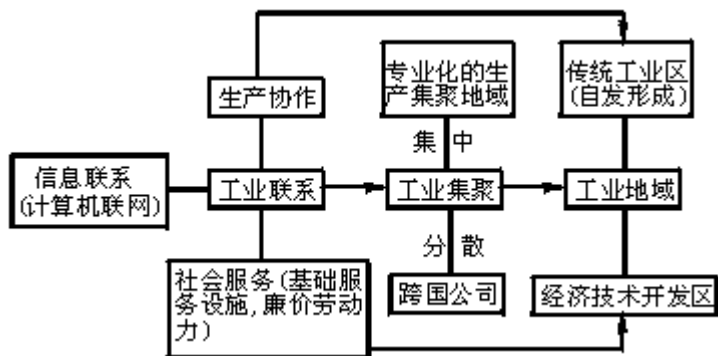 专业化的生
产集聚地域
传统工业区
(自发形成)
生产协作
集中
信息联系
(计算机联网)
工业联系
工业集聚
工业地域
分散
社会服务(基础服
务设施,廉价劳动
力)
跨国公司
经济技术开发区